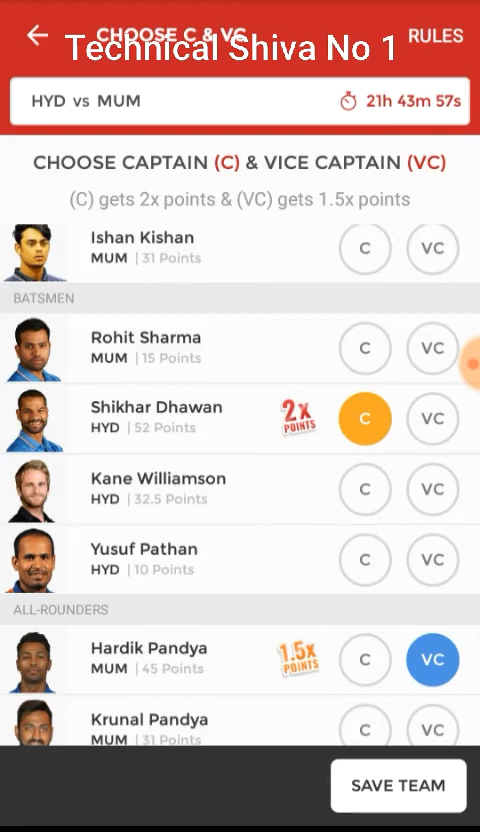 CHOOSE C & VC
Technical Shiva No 1
RULES
HYD vs MUM
21h 43m 57s
CHOOSE CAPTAIN (C) & VICE CAPTAIN (VC)
(C) gets 2x points & (VC) gets 1.5x points
Ishan Kishan
MUM | 31 Points
C
VC
BATSMEN
Rohit Sharma
MUM | 15 Points
C
VC
Shikhar Dhawan
HYD | 52 Points
2x
POINTS
C
VC
Kane Williamson
HYD | 32.5 Points
C
VC
Yusuf Pathan
HYD | 10 Points
C
VC
ALL-ROUNDERS
Hardik Pandya
MUM | 45 Points
1.5x
POINTS
C
VC
Krunal Pandya
MUM | 31 Points
C
VC
SAVE TEAM